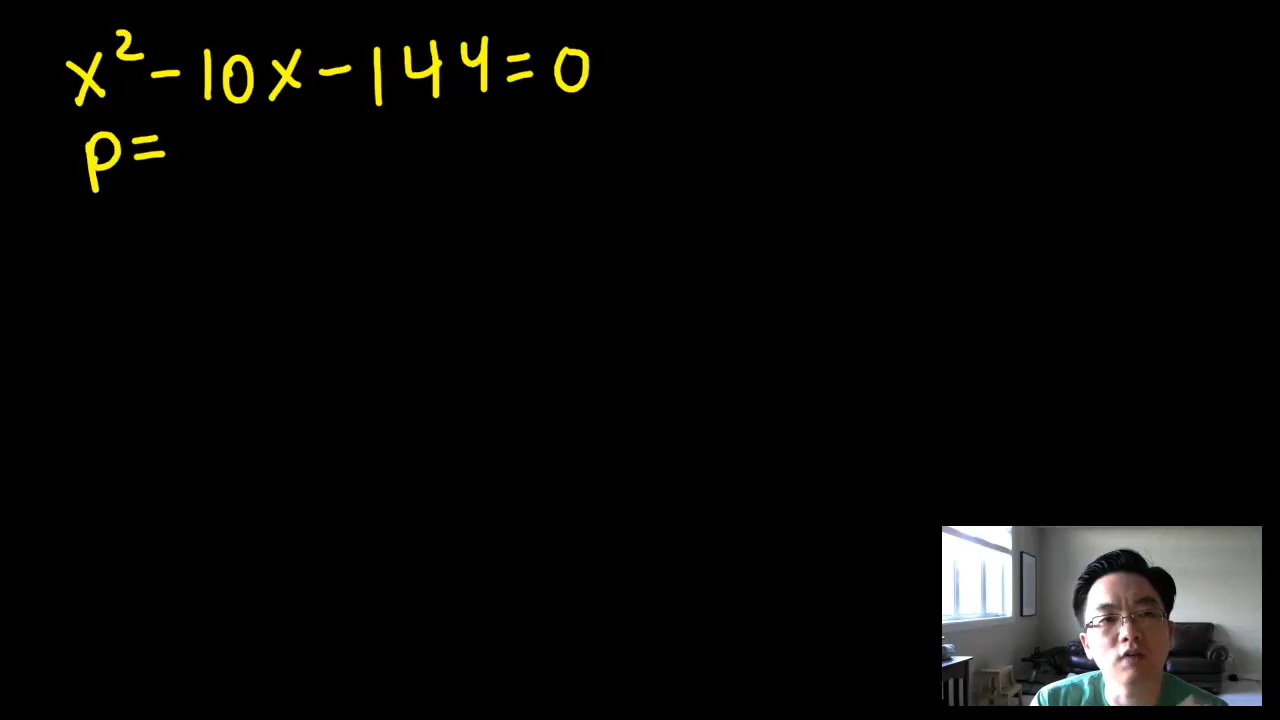 x² - 10x - 144 = 0
p =